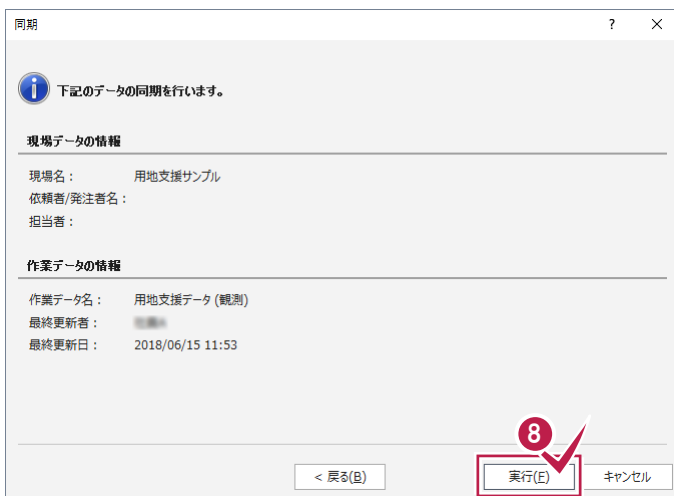 同期 ? ×
下記のデータの同期を行います。
現場データの情報
現場名： 用地支援サンプル
依頼者/発注者名：
担当者：
作業データの情報
作業データ名： 用地支援データ (観測)
最終更新者：
最終更新日： 2018/06/15 11:53
8
< 戻る(B) 実行(F) キャンセル